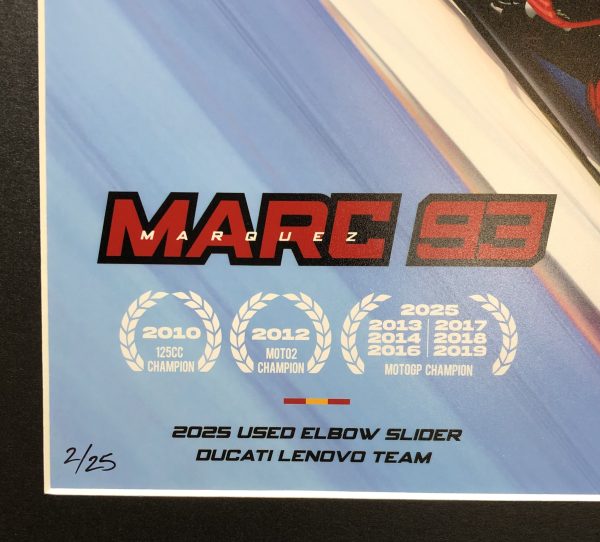 MARC 93
MARQUEZ
2010
125CC
CHAMPION
2012
MOTO2
CHAMPION
2025
2013 | 2017
2014 | 2018
2016 | 2019
MOTOGP CHAMPION
2025 USED ELBOW SLIDER
DUCATI LENOVO TEAM
2/25